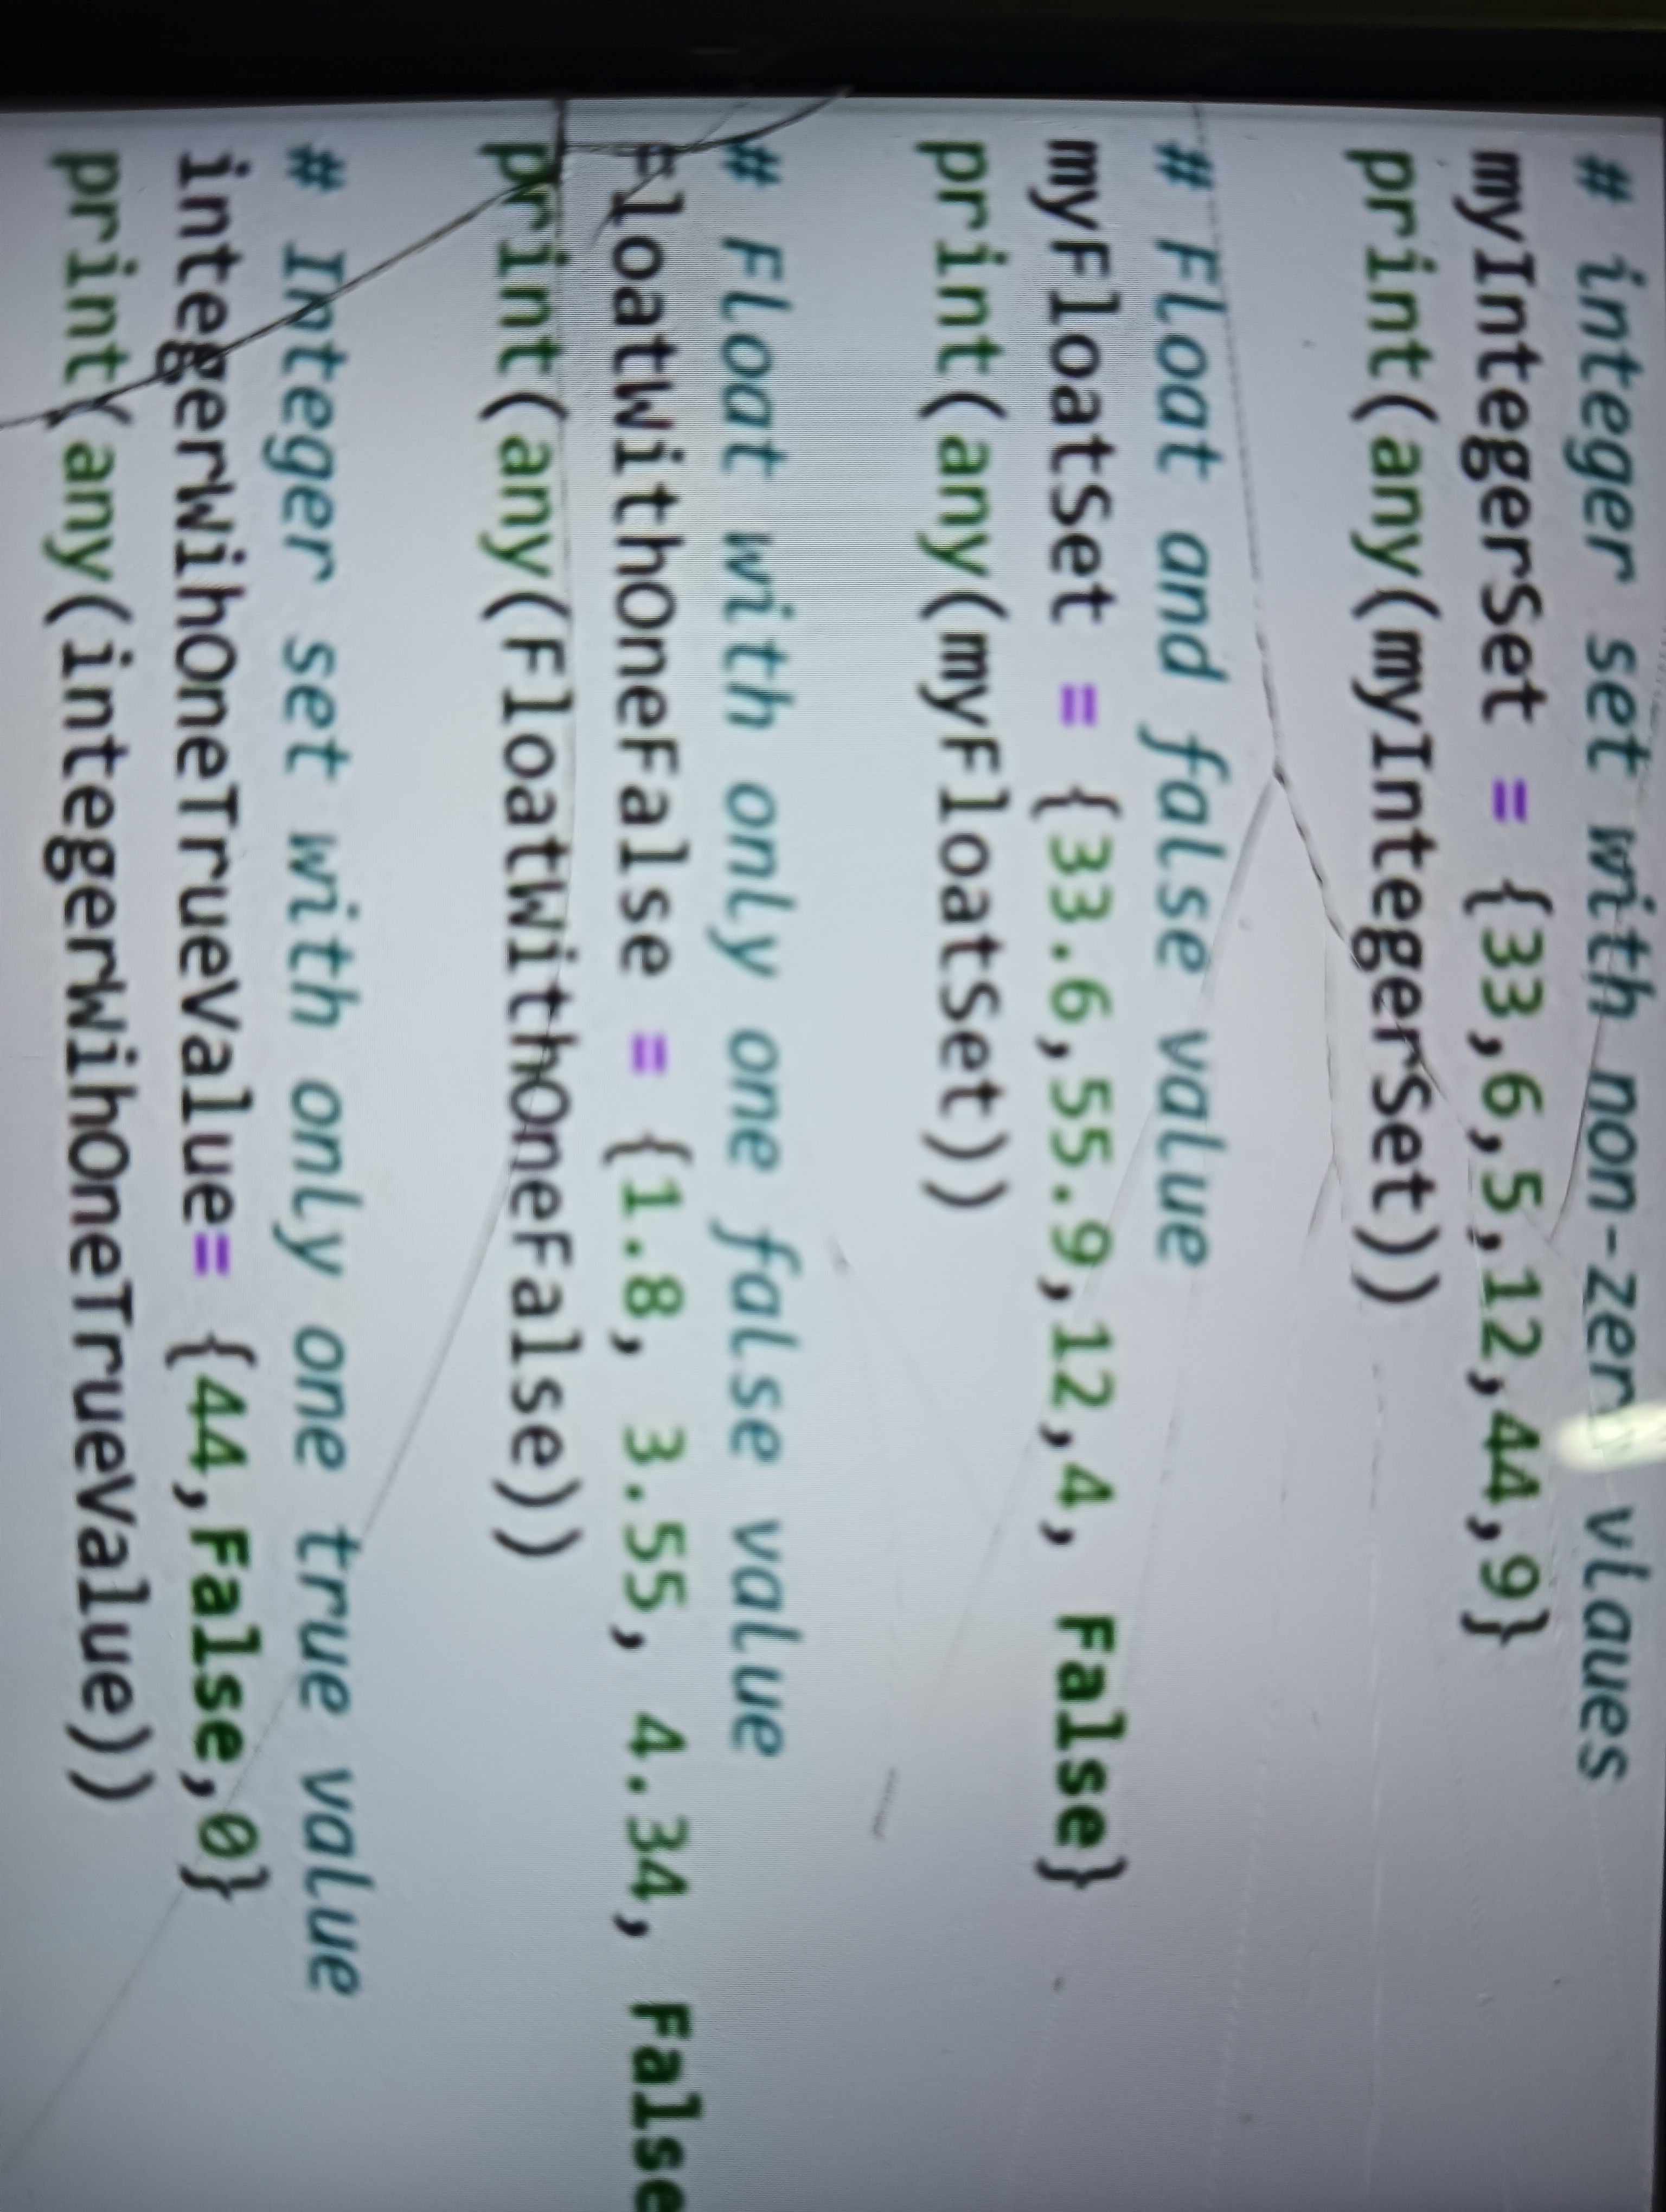 # integer set with non-zero vlaues
myIntegerSet = {33,6,5,12,44,9}
print(any(myIntegerSet))
# Float and false value
myFloatSet = {33.6,55.9,12,4, False}
print(any(myFloatSet))
# Float with only one false value
FloatWithOneFalse = {1.8, 3.55, 4.34, False
print(any(FloatWithOneFalse))
# Integer set with only one true value
integerWihOneTrueValue= {44,False,0}
print(any(integerWihOneTrueValue))